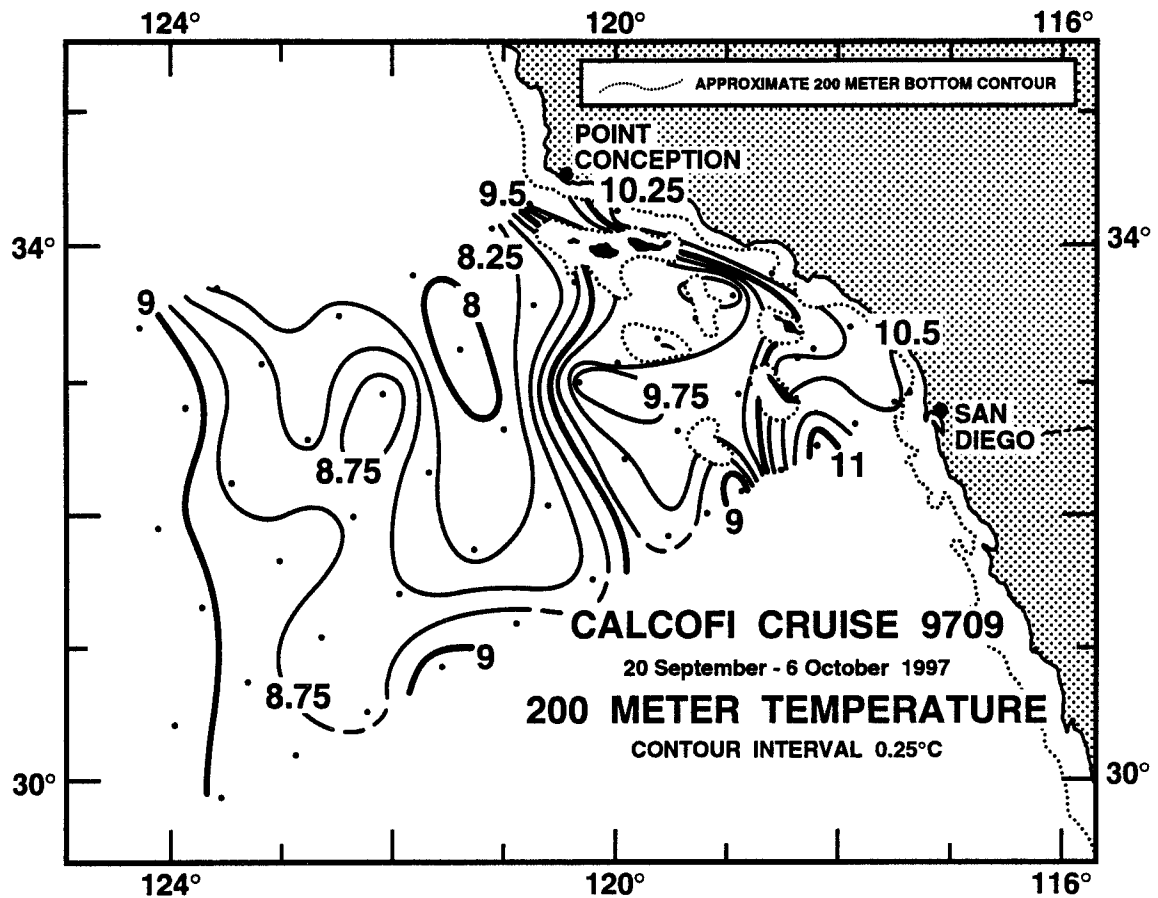 124° 120° 116°
APPROXIMATE 200 METER BOTTOM CONTOUR
POINT
CONCEPTION
9.5 10.25
34° 34°
8.25
9 8
10.5
9.75
SAN
DIEGO
8.75 11
9
CALCOFI CRUISE 9709
9
20 September - 6 October 1997
8.75
200 METER TEMPERATURE
CONTOUR INTERVAL 0.25°C
30° 30°
124° 120° 116°